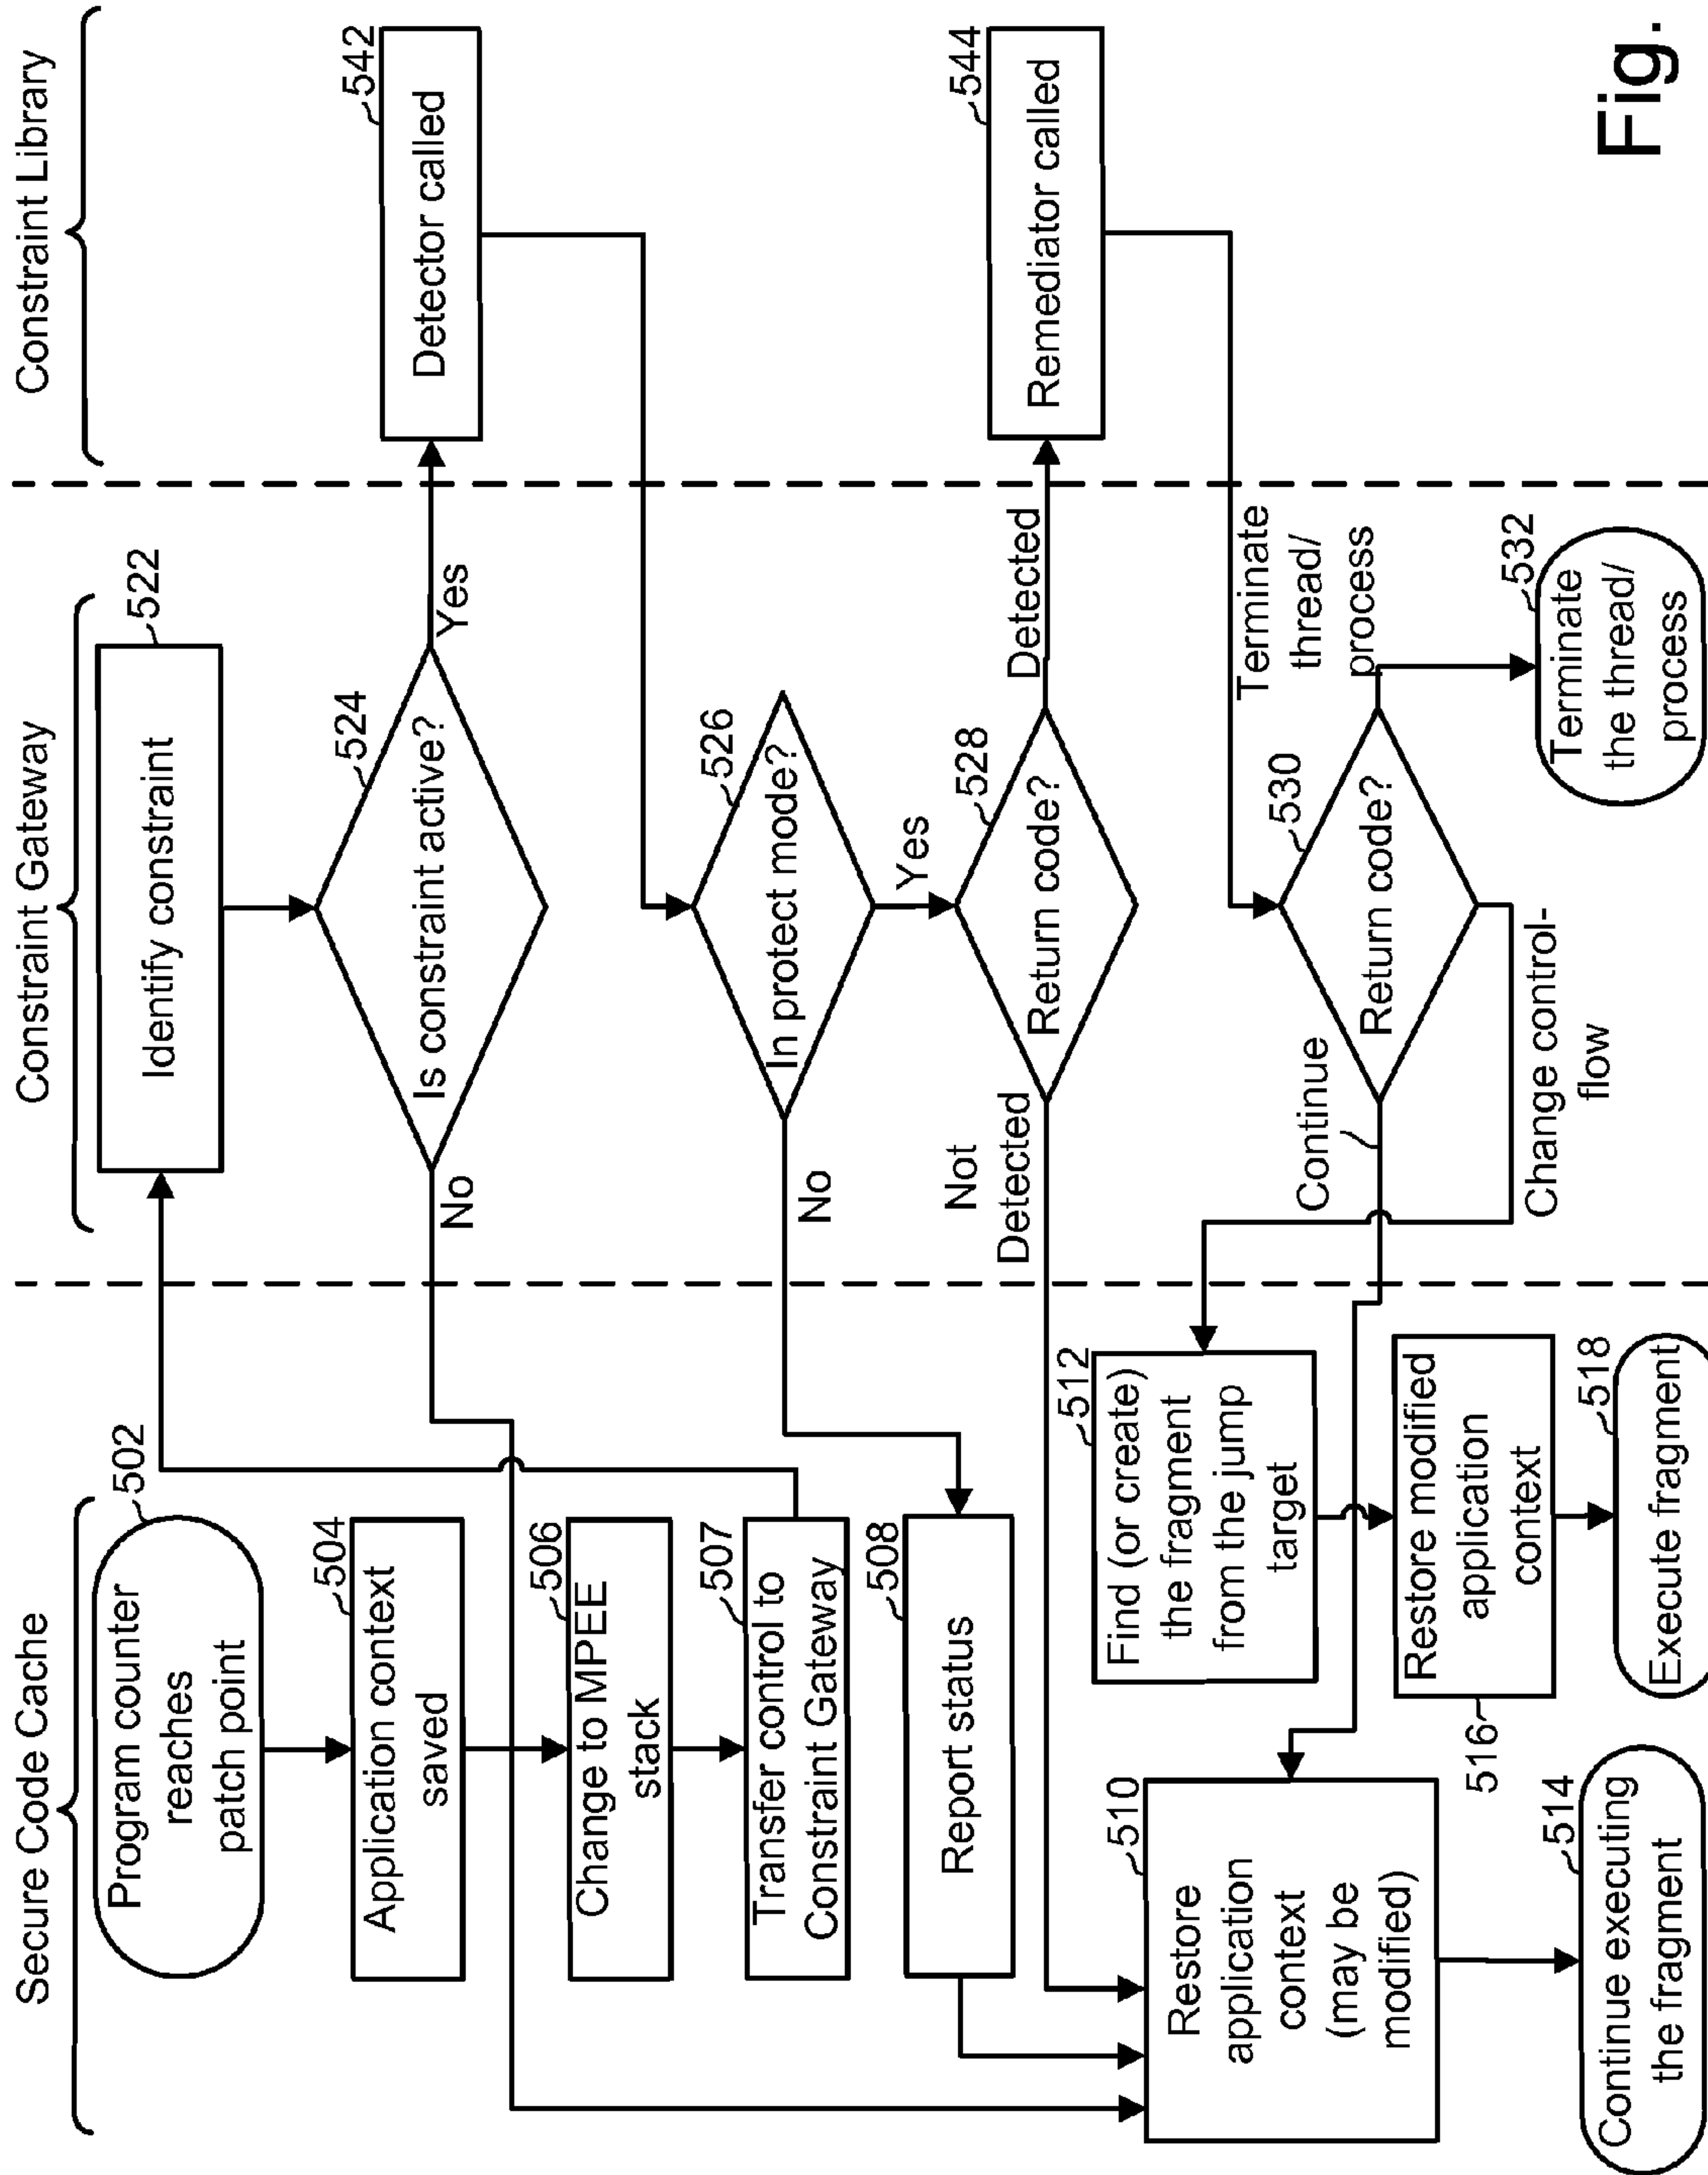 Secure Code Cache
Constraint Gateway
Constraint Library
502
Program counter
reaches
patch point
504
Application context
saved
506
Change to MPEE
stack
507
Transfer control to
Constraint Gateway
508
Report status
510
Restore
application
context
(may be
modified)
512
Find (or create)
the fragment
from the jump
target
514
Continue executing
the fragment
516
Restore modified
application
context
518
Execute fragment
522
Identify constraint
524
Is constraint active?
No
Yes
526
In protect mode?
No
Yes
528
Return code?
Not
Detected
Detected
530
Return code?
Continue
Change control-
flow
Terminate
thread/
process
532
Terminate
the thread/
process
542
Detector called
544
Remediator called
Fig.